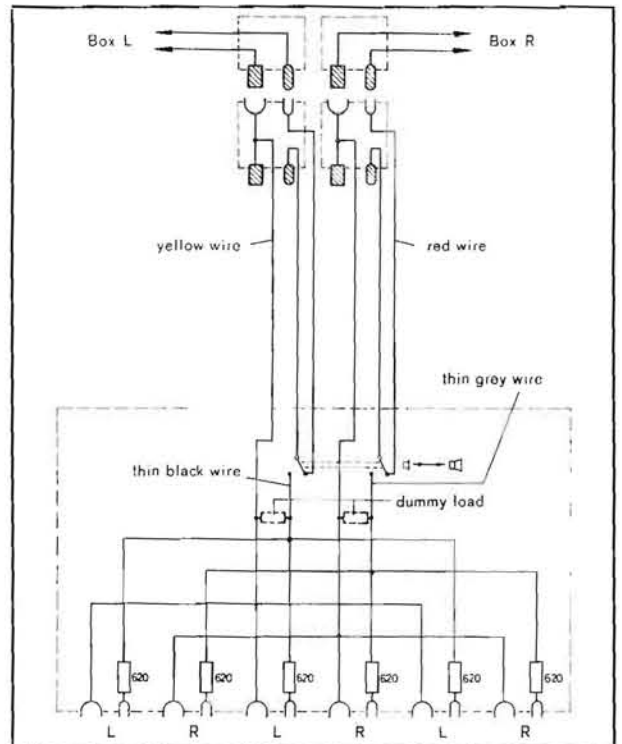 Box L Box R
yellow wire red wire
thin grey wire
thin black wire
dummy load
620 620 620 620 620 620
L R L R L R